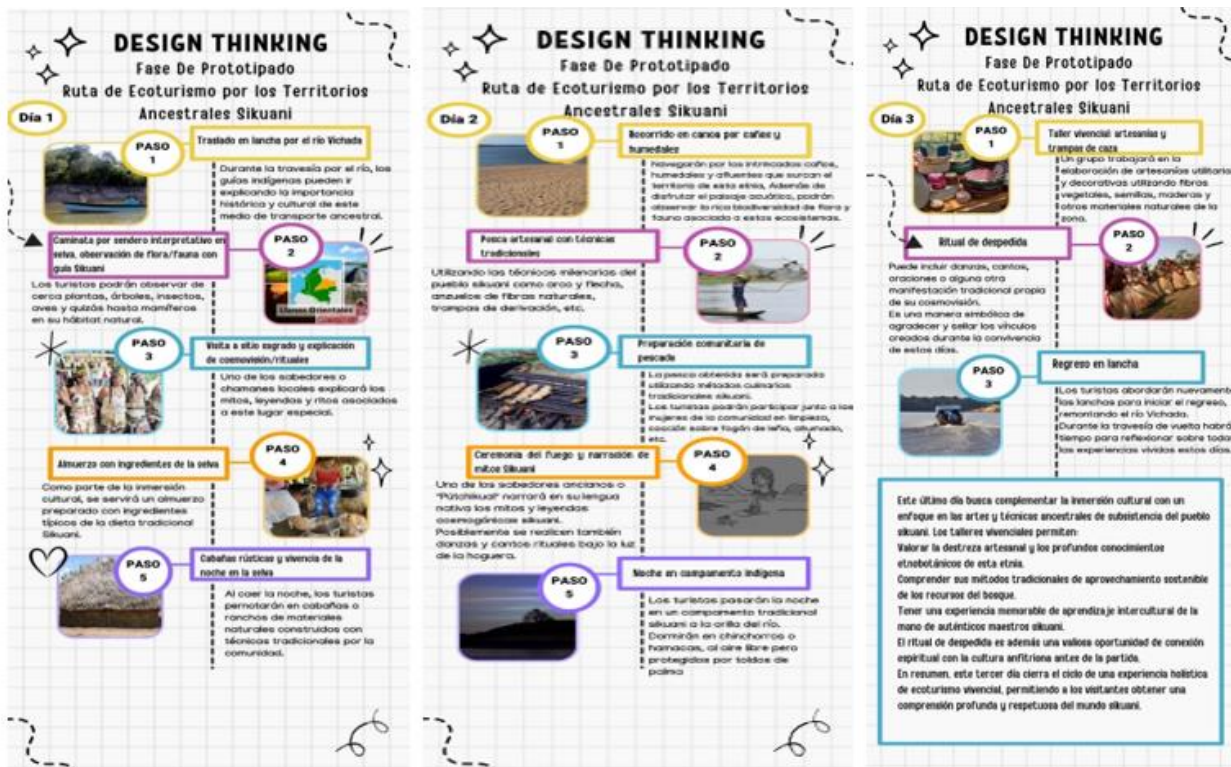 DESIGN THINKING
Fase De Prototipado
Ruta de Ecoturismo por los Territorios
Ancestrales Sikuani
Día 1
PASO
1
Traslado en lancha por el río Vichada
Durante la travesía por el río, los
guías indígenas pueden ir
explicando la importancia
histórica y cultural de este
medio de transporte ancestral.
Caminata por sendero interpretativo en
selva, observación de flora/fauna con
guía Sikuani
PASO
2
Llanos Orientales
Los turistas podrán observar de
cerca plantas, árboles, insectos,
aves y quizás hasta mamíferos
en su hábitat natural.
PASO
3
Visita a sitio sagrado y explicación
de cosmovisión/rituales
Uno de los sabedores o
chamanes locales explicará los
mitos, leyendas y ritos asociados
a este lugar especial.
Almuerzo con ingredientes de la selva
PASO
4
Como parte de la inmersión
cultural, se servirá un almuerzo
preparado con ingredientes
típicos de la dieta tradicional
Sikuani.
PASO
5
Cabañas rústicas y vivencia de la
noche en la selva
Al caer la noche, los turistas
pernotarán en cabañas o
ranchos de materiales
naturales construidos con
técnicas tradicionales por la
comunidad.
DESIGN THINKING
Fase De Prototipado
Ruta de Ecoturismo por los Territorios
Ancestrales Sikuani
Día 2
PASO
1
Recorrido en canoa por caños y
humedales
Navegarán por los intrincados caños,
humedales y afluentes que surcan el
territorio de esta etnia. Además de
disfrutar el paisaje acuático, podrán
observar la rica biodiversidad de flora y
fauna asociada a estos ecosistemas.
Pesca artesanal con técnicas
tradicionales
PASO
2
Utilizando las técnicas milenarias del
pueblo sikuani como arco y flecha,
anzuelos de fibras naturales,
trampas de derivación, etc.
PASO
3
Preparación comunitaria de
pescado
La pesca obtenida será preparada
utilizando métodos culinarios
tradicionales sikuani.
Los turistas podrán participar junto a las
mujeres de la comunidad en limpieza,
cocción sobre fogón de leña, ahumado,
etc.
Ceremonia del fuego y narración de
mitos Sikuani
PASO
4
Uno de los sabedores ancianos o
"Pütchikual" narrará en su lengua
nativa los mitos y leyendas
cosmogónicas sikuani.
Posiblemente se realicen también
danzas y cantos rituales bajo la luz
de la hoguera.
PASO
5
Noche en campamento indígena
Los turistas pasarán la noche
en un campamento tradicional
sikuani a la orilla del río.
Dormirán en chinchorros o
hamacas, al aire libre pero
protegidos por toldos de
palma
DESIGN THINKING
Fase De Prototipado
Ruta de Ecoturismo por los Territorios
Ancestrales Sikuani
Día 3
PASO
1
Taller vivencial: artesanías y
trampas de caza
Un grupo trabajará en la
elaboración de artesanías utilitaria
y decorativas utilizando fibras
vegetales, semillas, maderas y
otros materiales naturales de la
zona.
Ritual de despedida
PASO
2
Puede incluir danzas, cantos,
oraciones o alguna otra
manifestación tradicional propia
de su cosmovisión.
Es una manera simbólica de
agradecer y sellar los vínculos
creados durante la convivencia
de estos días.
PASO
3
Regreso en lancha
Los turistas abordarán nuevamente
las lanchas para iniciar el regreso,
remontando el río Vichada.
Durante la travesía de vuelta habrá
tiempo para reflexionar sobre todas
las experiencias vividas estos días.
Este último día busca complementar la inmersión cultural con un
enfoque en las artes y técnicas ancestrales de subsistencia del pueblo
sikuani. Los talleres vivenciales permiten:
Valorar la destreza artesanal y los profundos conocimientos
etnobotánicos de esta etnia.
Comprender sus métodos tradicionales de aprovechamiento sostenible
de los recursos del bosque.
Tener una experiencia memorable de aprendizaje intercultural de la
mano de auténticos maestros sikuani.
El ritual de despedida es además una valiosa oportunidad de conexión
espiritual con la cultura anfitriona antes de la partida.
En resumen, este tercer día cierra el ciclo de una experiencia holística
de ecoturismo vivencial, permitiendo a los visitantes obtener una
comprensión profunda y respetuosa del mundo sikuani.